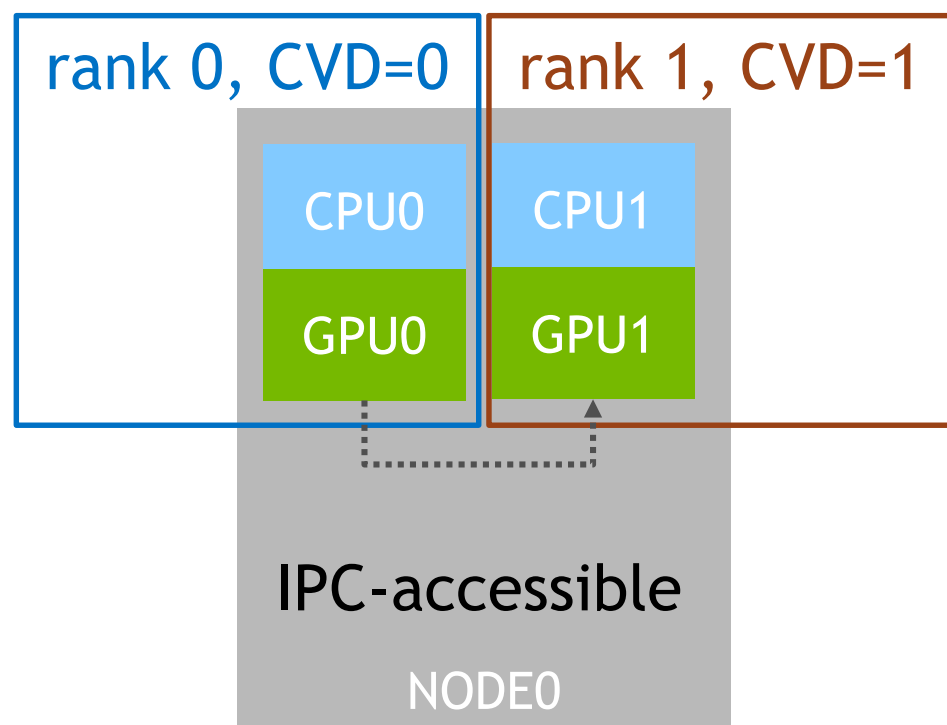 rank 0, CVD=0
rank 1, CVD=1
CPU0
CPU1
GPU0
GPU1
IPC-accessible
NODE0